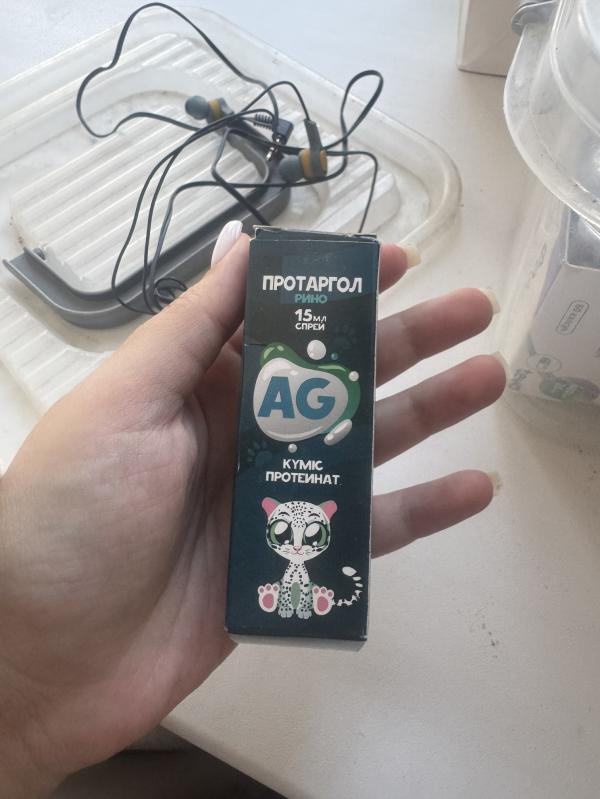 ПРОТАРГОЛ
РИНО
15мл
СПРЕЙ
AG
КҮМІС
ПРОТЕИНАТ